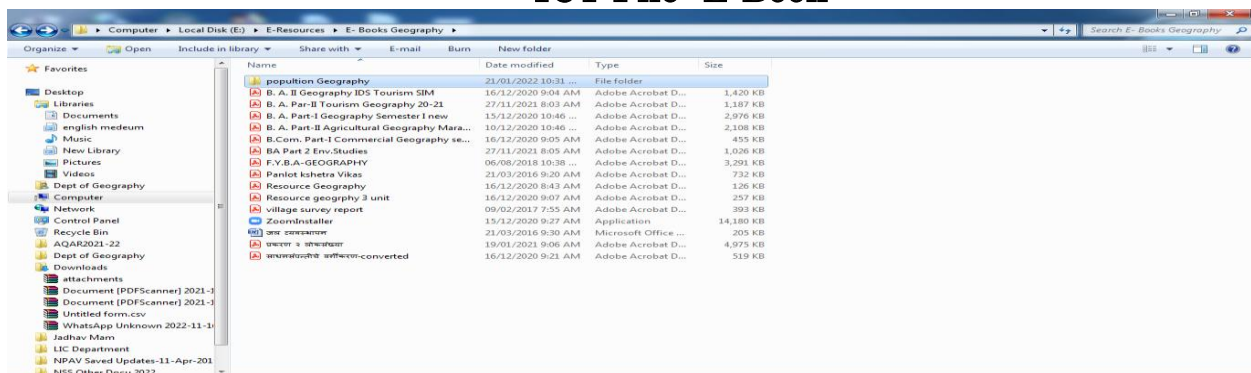 ICT File E-Book
Computer ▸ Local Disk (E:) ▸ E-Resources ▸ E- Books Geography ▸
Search E- Books Geography
Organize Open Include in library Share with E-mail Burn New folder
Favorites
Desktop
Libraries
Documents
english medeum
Music
New Library
Pictures
Videos
Dept of Geography
Computer
Network
Control Panel
Recycle Bin
AQAR2021-22
Dept of Geography
Downloads
attachments
Document [PDFScanner] 2021-1
Document [PDFScanner] 2021-1
Untitled form.csv
WhatsApp Unknown 2022-11-1
Jadhav Mam
LIC Department
NPAV Saved Updates-11-Apr-201
NSS Other Docu 2022
Name Date modified Type Size
popultion Geography 21/01/2022 10:31 ... File folder
B. A. II Geography IDS Tourism SIM 16/12/2020 9:04 AM Adobe Acrobat D... 1,420 KB
B. A. Par-II Tourism Geography 20-21 27/11/2021 8:03 AM Adobe Acrobat D... 1,187 KB
B. A. Part-I Geography Semester I new 15/12/2020 10:46 ... Adobe Acrobat D... 2,976 KB
B. A. Part-II Agricultural Geography Mara... 10/12/2020 10:46 ... Adobe Acrobat D... 2,108 KB
B.Com. Part-I Commercial Geography se... 16/12/2020 9:05 AM Adobe Acrobat D... 455 KB
BA Part 2 Env.Studies 27/11/2021 8:05 AM Adobe Acrobat D... 1,026 KB
F.Y.B.A-GEOGRAPHY 06/08/2018 10:38 ... Adobe Acrobat D... 3,291 KB
Panlot kshetra Vikas 21/03/2016 9:20 AM Adobe Acrobat D... 732 KB
Resource Geography 16/12/2020 8:43 AM Adobe Acrobat D... 126 KB
Resource geogrphy 3 unit 16/12/2020 9:07 AM Adobe Acrobat D... 257 KB
village survey report 09/02/2017 7:55 AM Adobe Acrobat D... 393 KB
ZoomInstaller 15/12/2020 9:27 AM Application 14,180 KB
जल व्यवस्थापन 21/03/2016 9:30 AM Microsoft Office ... 205 KB
प्रकरण २ लोकसंख्या 19/01/2021 9:06 AM Adobe Acrobat D... 4,975 KB
साधनसंपत्तीचे वर्गीकरण-converted 16/12/2020 9:21 AM Adobe Acrobat D... 519 KB